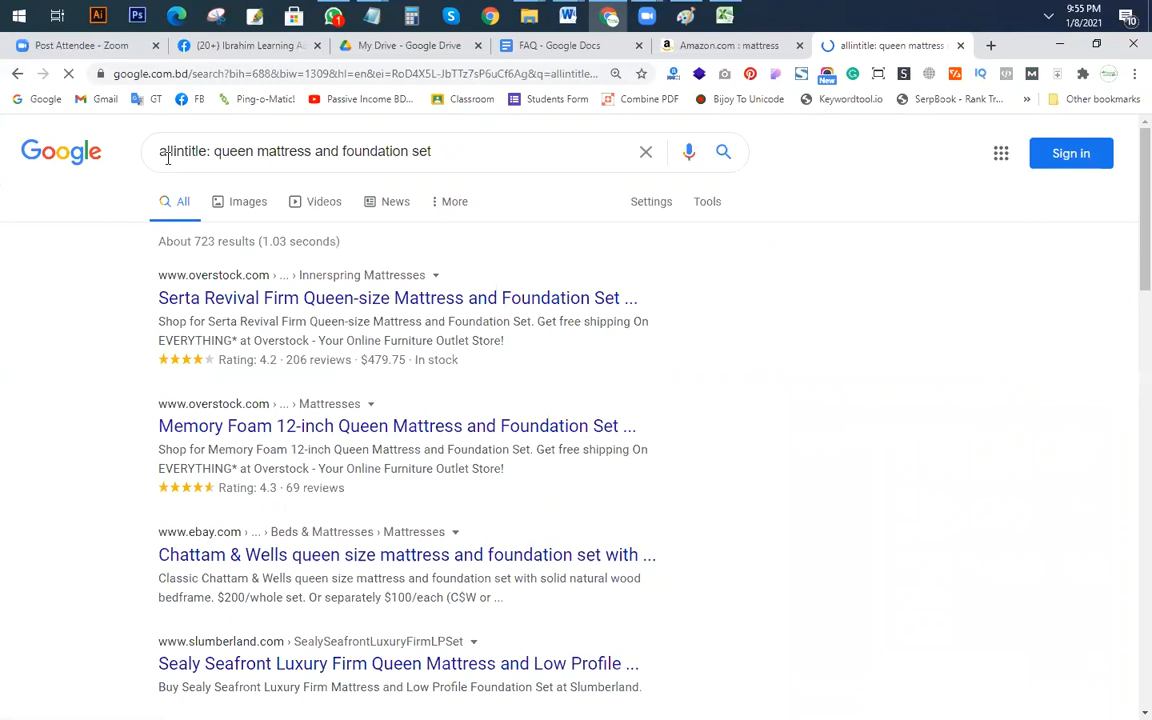 9:55 PM
1/8/2021
10
Post Attendee - Zoom
(20+) Ibrahim Learning Ac
My Drive - Google Drive
FAQ - Google Docs
Amazon.com : mattress
allintitle: queen mattress
google.com.bd/search?bih=688&biw=1309&hl=en&ei=RoD4X5L-JbTTz7sP6uCf6Ag&q=allintitle...
New
Google
Gmail
GT
FB
Ping-o-Matic!
Passive Income BD...
Classroom
Students Form
Combine PDF
Bijoy To Unicode
Keywordtool.io
SerpBook - Rank Tr...
Other bookmarks
Google
allintitle: queen mattress and foundation set
Sign in
All
Images
Videos
News
More
Settings
Tools
About 723 results (1.03 seconds)
www.overstock.com › ... › Innerspring Mattresses
Serta Revival Firm Queen-size Mattress and Foundation Set ...
Shop for Serta Revival Firm Queen-size Mattress and Foundation Set. Get free shipping On
EVERYTHING* at Overstock - Your Online Furniture Outlet Store!
Rating: 4.2 · 206 reviews · $479.75 · In stock
www.overstock.com › ... › Mattresses
Memory Foam 12-inch Queen Mattress and Foundation Set ...
Shop for Memory Foam 12-inch Queen Mattress and Foundation Set. Get free shipping On
EVERYTHING* at Overstock - Your Online Furniture Outlet Store!
Rating: 4.3 · 69 reviews
www.ebay.com › ... › Beds & Mattresses › Mattresses
Chattam & Wells queen size mattress and foundation set with ...
Classic Chattam & Wells queen size mattress and foundation set with solid natural wood
bedframe. $200/whole set. Or separately $100/each (C$W or ...
www.slumberland.com › SealySeafrontLuxuryFirmLPSet
Sealy Seafront Luxury Firm Queen Mattress and Low Profile ...
Buy Sealy Seafront Luxury Firm Mattress and Low Profile Foundation Set at Slumberland.